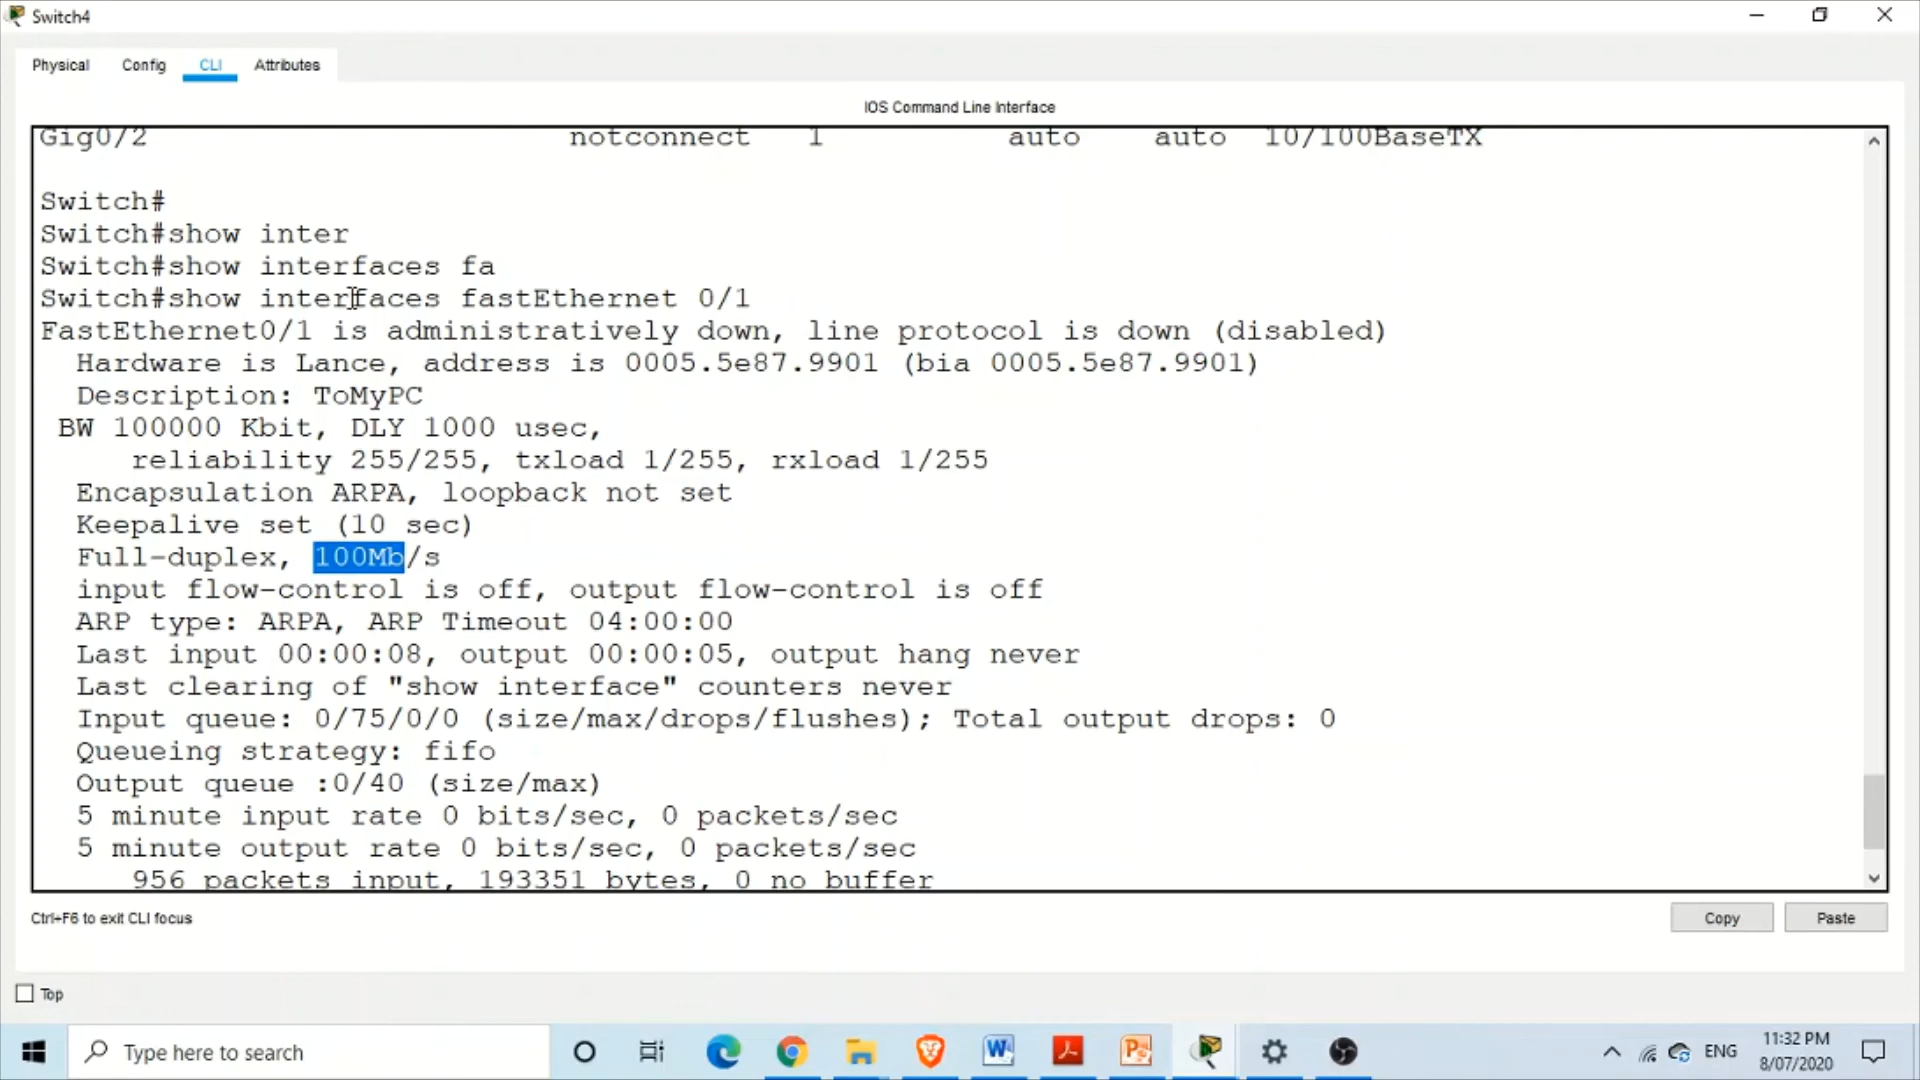 Switch4
Physical Config CLI Attributes
IOS Command Line Interface
Gig0/2 notconnect 1 auto auto 10/100BaseTX
Switch#
Switch#show inter
Switch#show interfaces fa
Switch#show interfaces fastEthernet 0/1
FastEthernet0/1 is administratively down, line protocol is down (disabled)
Hardware is Lance, address is 0005.5e87.9901 (bia 0005.5e87.9901)
Description: ToMyPC
BW 100000 Kbit, DLY 1000 usec,
reliability 255/255, txload 1/255, rxload 1/255
Encapsulation ARPA, loopback not set
Keepalive set (10 sec)
Full-duplex, 100Mb/s
input flow-control is off, output flow-control is off
ARP type: ARPA, ARP Timeout 04:00:00
Last input 00:00:08, output 00:00:05, output hang never
Last clearing of "show interface" counters never
Input queue: 0/75/0/0 (size/max/drops/flushes); Total output drops: 0
Queueing strategy: fifo
Output queue :0/40 (size/max)
5 minute input rate 0 bits/sec, 0 packets/sec
5 minute output rate 0 bits/sec, 0 packets/sec
956 packets input, 193351 bytes, 0 no buffer
Ctrl+F6 to exit CLI focus
Copy Paste
Top
Type here to search
ENG
11:32 PM
8/07/2020